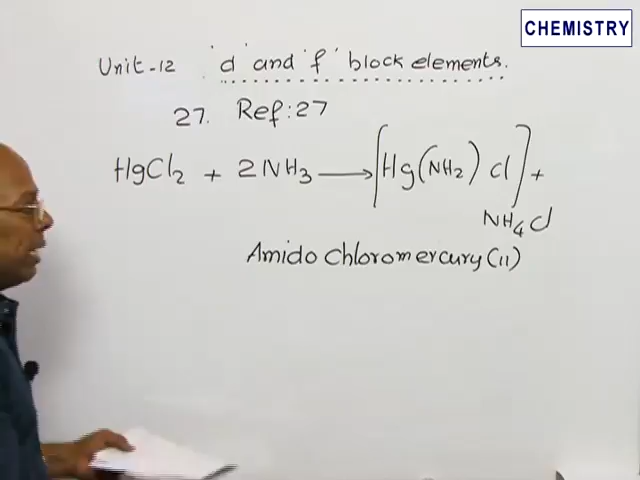 CHEMISTRY
Unit-12 'd' and 'f' block elements.
27. Ref:27
HgCl₂ + 2NH₃ ⟶ [Hg(NH₂)Cl] +
NH₄Cl
Amido Chloromercury(II)